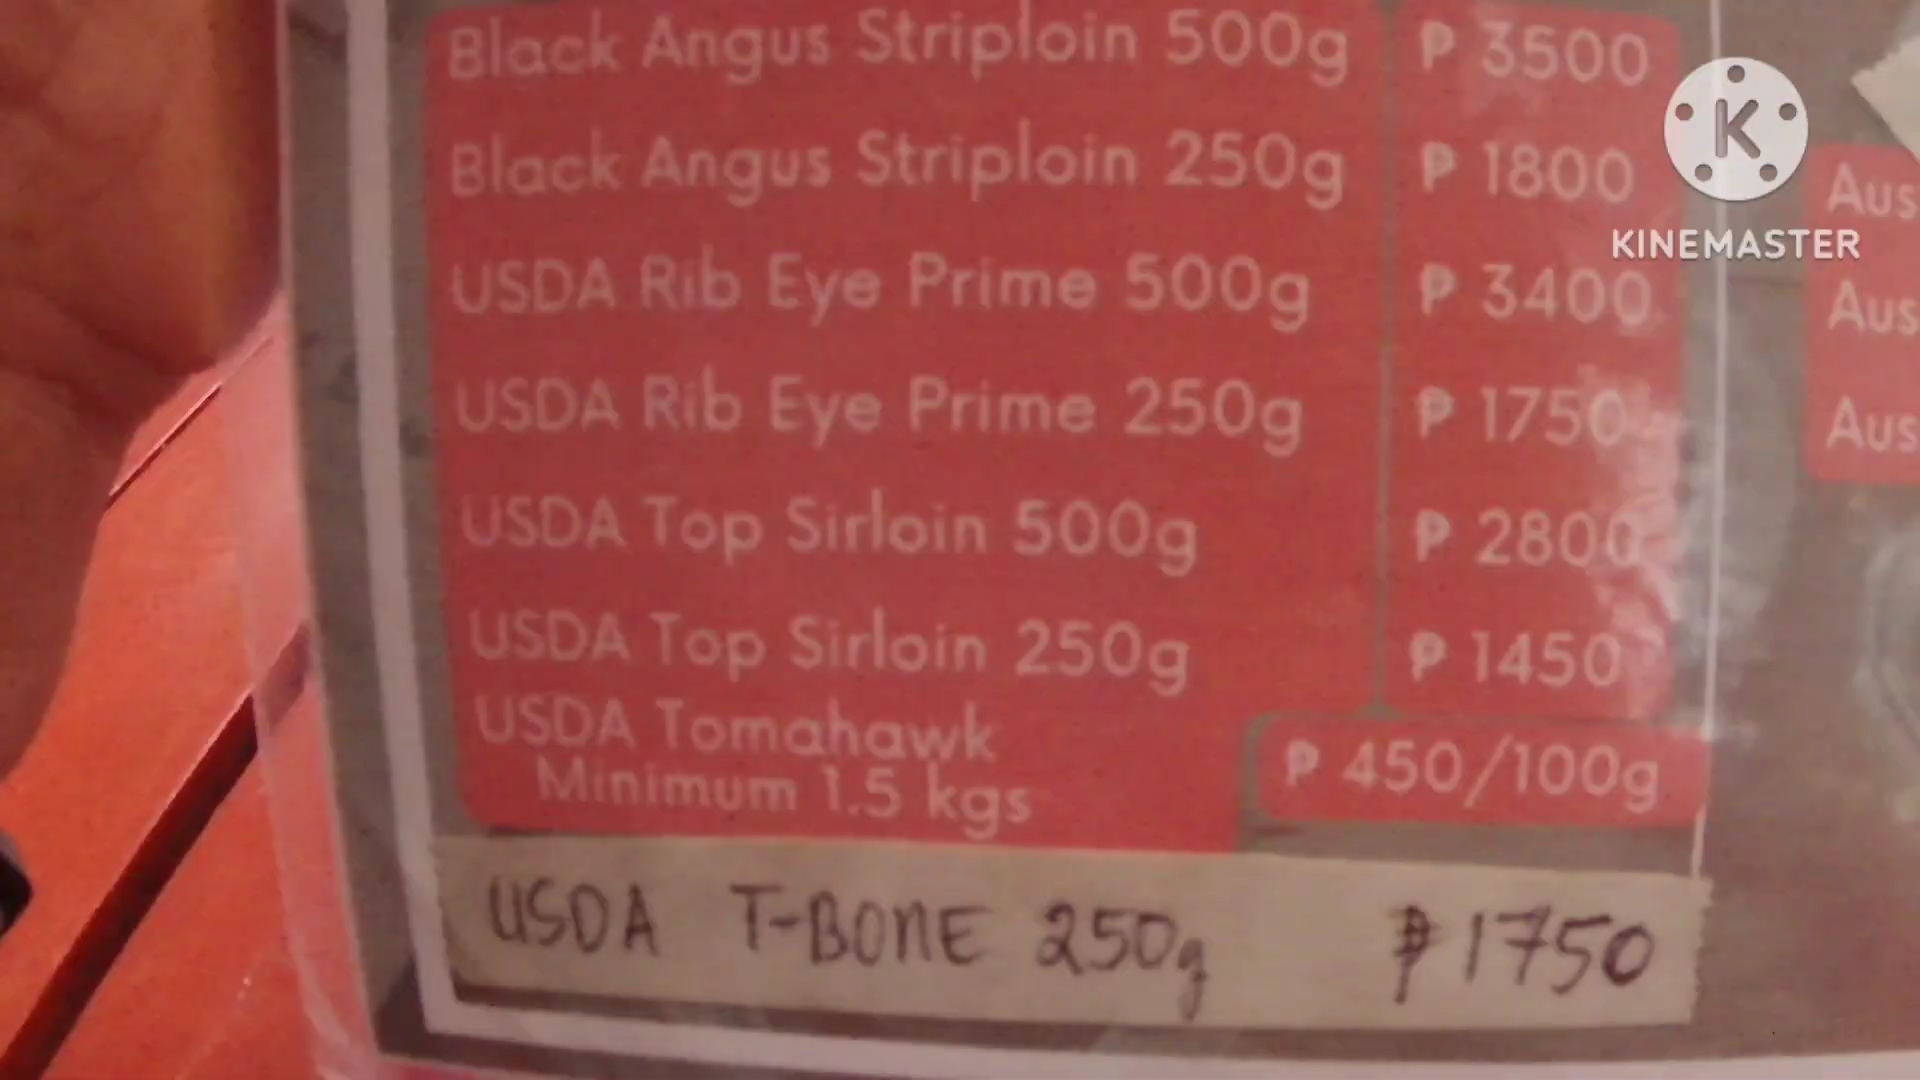 Black Angus Striploin 500g ₱ 3500
Black Angus Striploin 250g ₱ 1800
USDA Rib Eye Prime 500g ₱ 3400
USDA Rib Eye Prime 250g ₱ 1750
USDA Top Sirloin 500g ₱ 2800
USDA Top Sirloin 250g ₱ 1450
USDA Tomahawk
Minimum 1.5 kgs ₱ 450/100g
USDA T-BONE 250g ₱1750
K
KINEMASTER
Aus
Aus
Aus